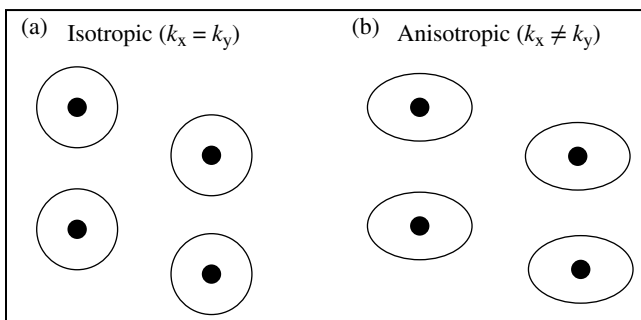 (a) Isotropic (kx = ky)
(b) Anisotropic (kx ≠ ky)